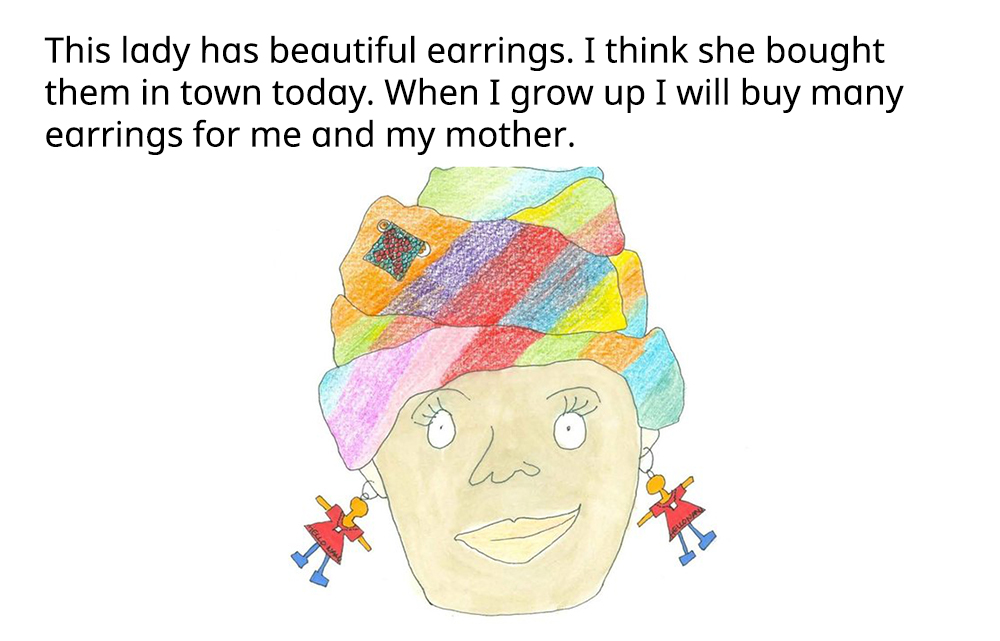 This lady has beautiful earrings. I think she bought
them in town today. When I grow up I will buy many
earrings for me and my mother.